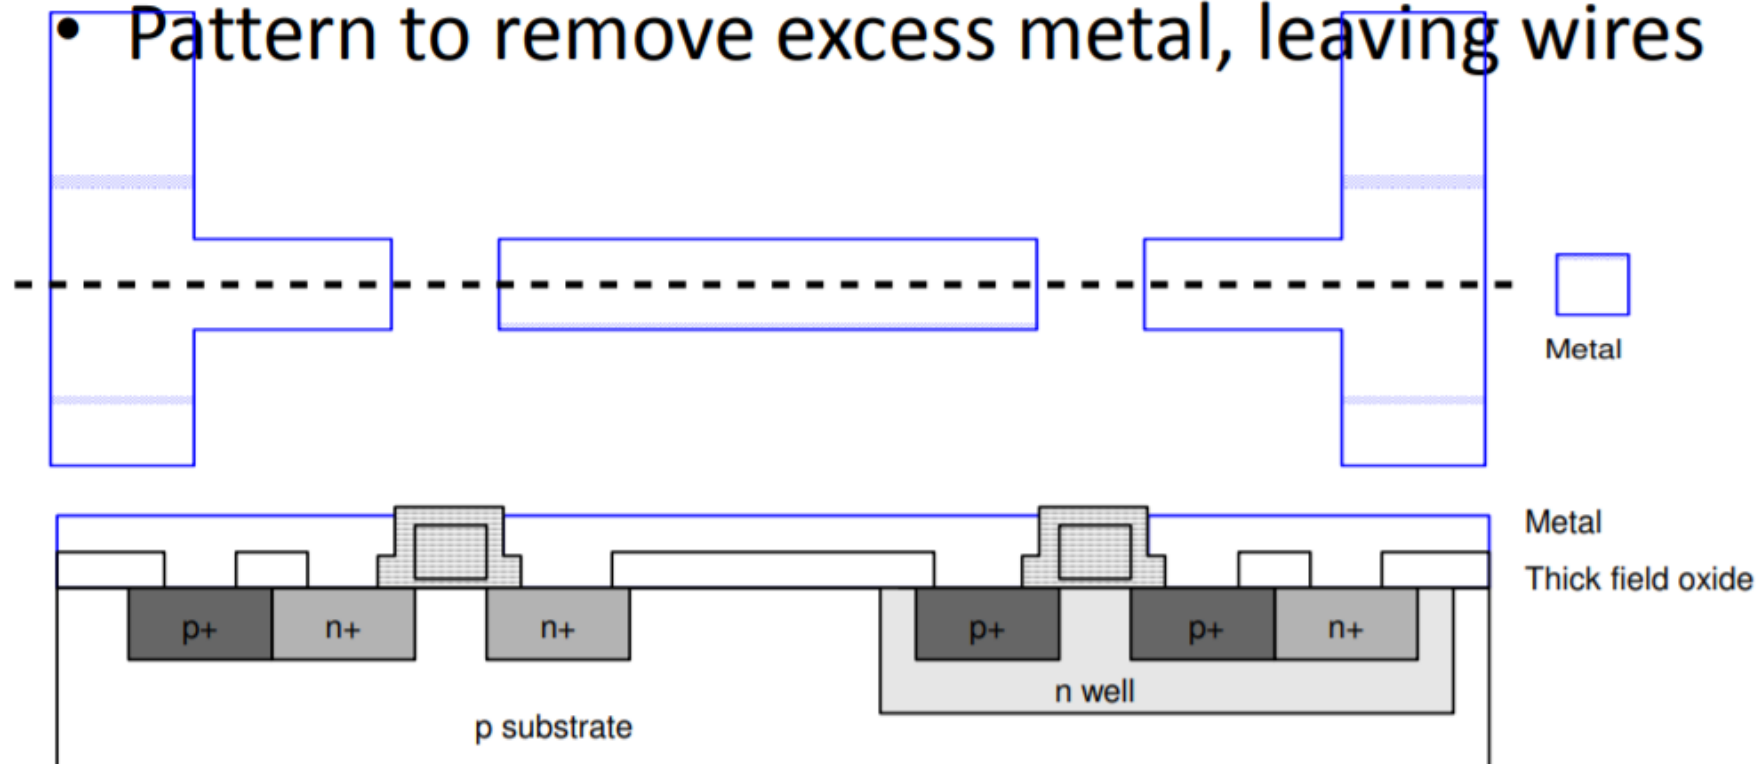 • Pattern to remove excess metal, leaving wires
Metal
Metal
Thick field oxide
p+ n+ n+ p+ p+ n+
n well
p substrate